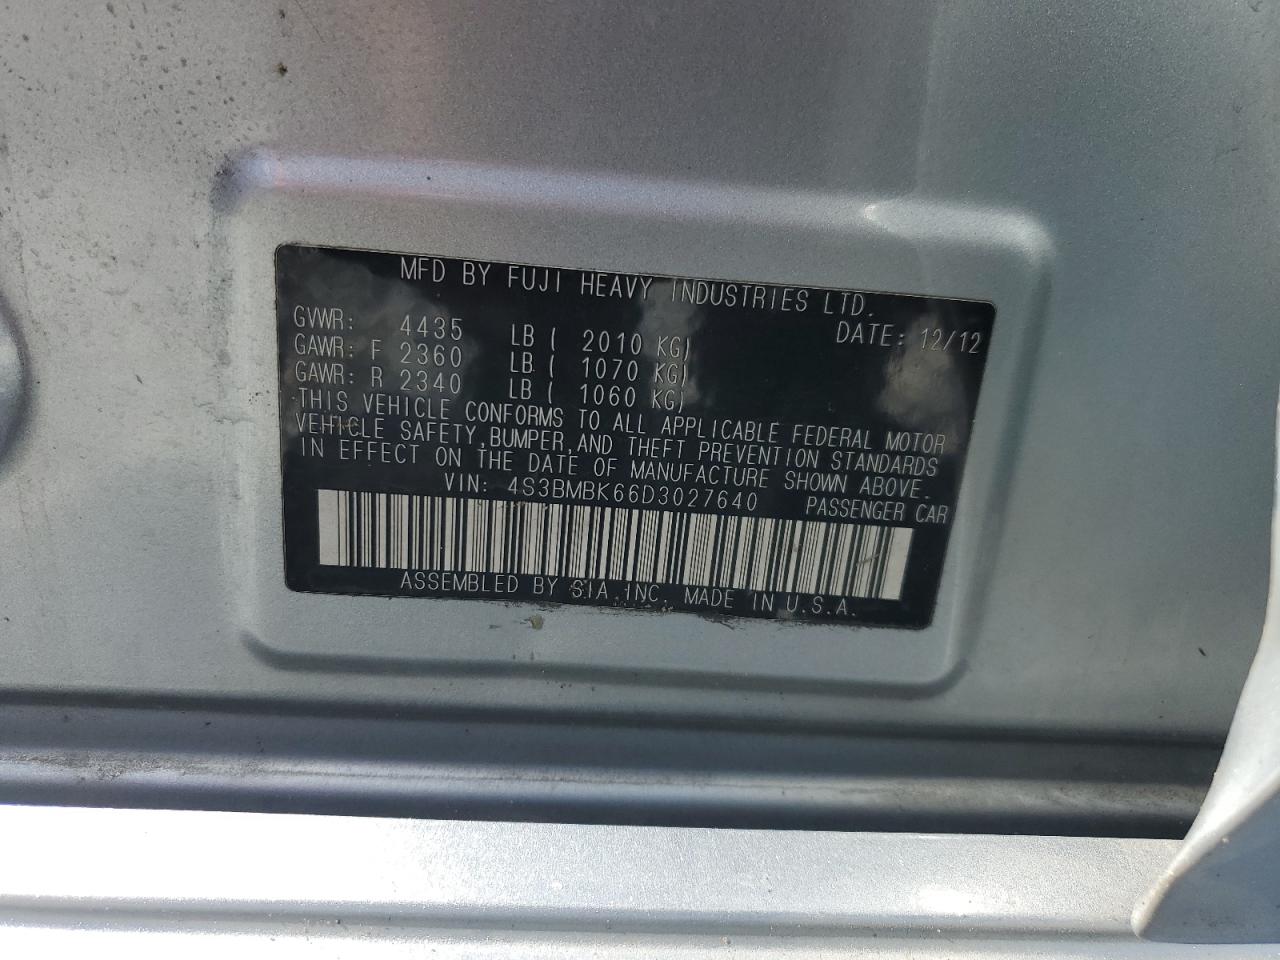 MFD BY FUJI HEAVY INDUSTRIES LTD.
GVWR: 4435 LB ( 2010 KG) DATE: 12/12
GAWR: F 2360 LB ( 1070 KG)
GAWR: R 2340 LB ( 1060 KG)
THIS VEHICLE CONFORMS TO ALL APPLICABLE FEDERAL MOTOR
VEHICLE SAFETY, BUMPER, AND THEFT PREVENTION STANDARDS
IN EFFECT ON THE DATE OF MANUFACTURE SHOWN ABOVE.
VIN: 4S3BMBK66D3027640 PASSENGER CAR
ASSEMBLED BY SIA, INC. MADE IN U.S.A.